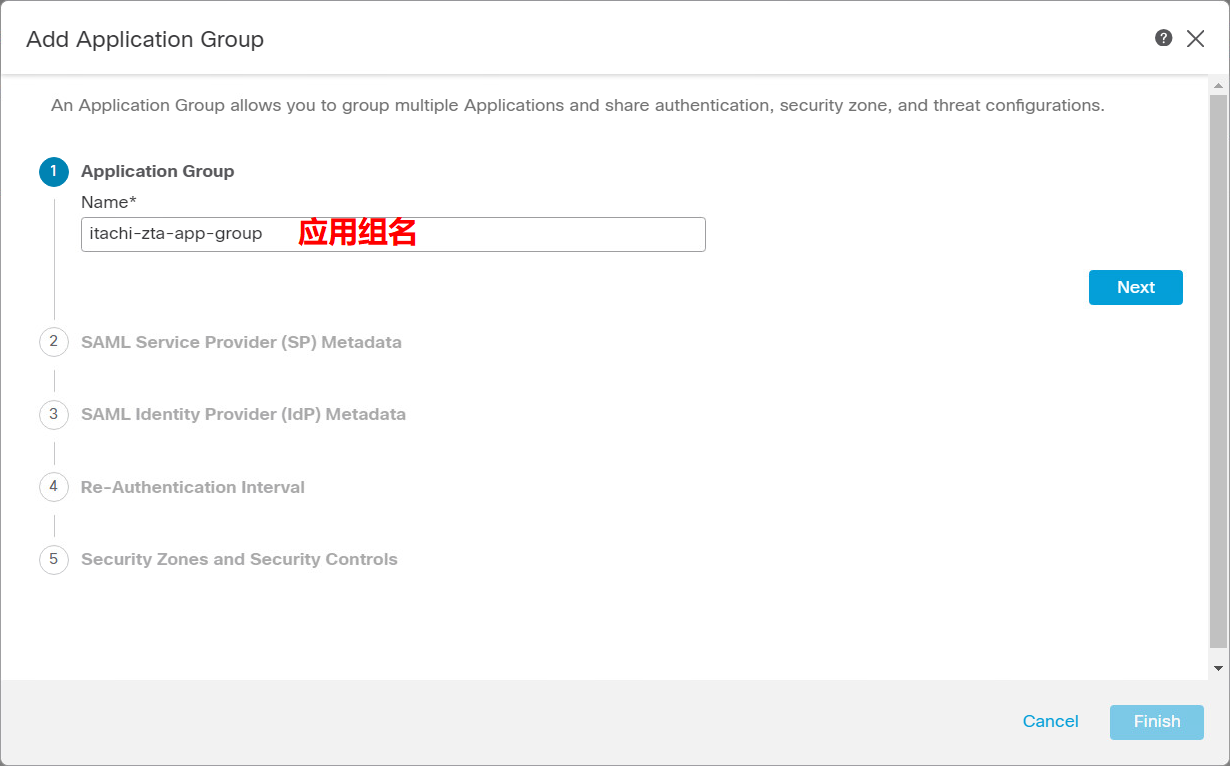 Add Application Group
An Application Group allows you to group multiple Applications and share authentication, security zone, and threat configurations.
1 Application Group
Name*
itachi-zta-app-group 应用组名
Next
2 SAML Service Provider (SP) Metadata
3 SAML Identity Provider (IdP) Metadata
4 Re-Authentication Interval
5 Security Zones and Security Controls
Cancel Finish